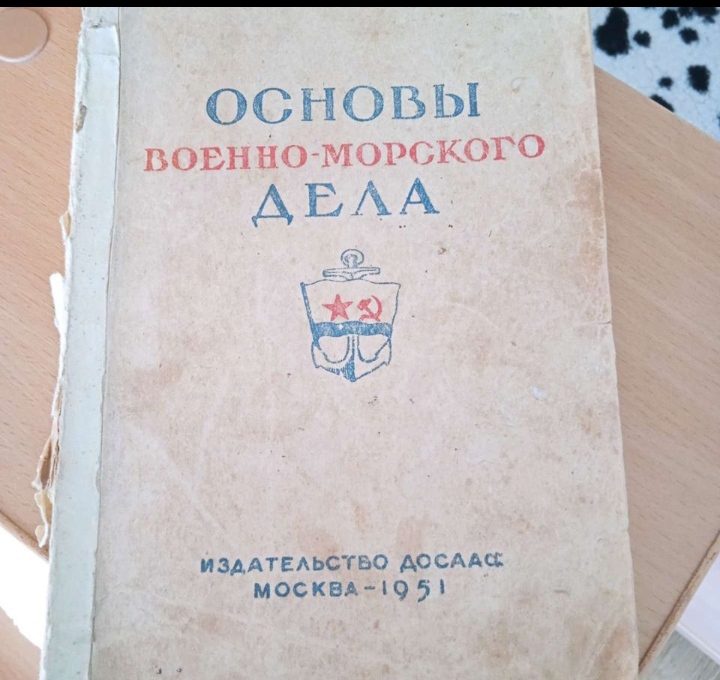 ОСНОВЫ
ВОЕННО-МОРСКОГО
ДЕЛА
ИЗДАТЕЛЬСТВО ДОСААФ
МОСКВА-1951